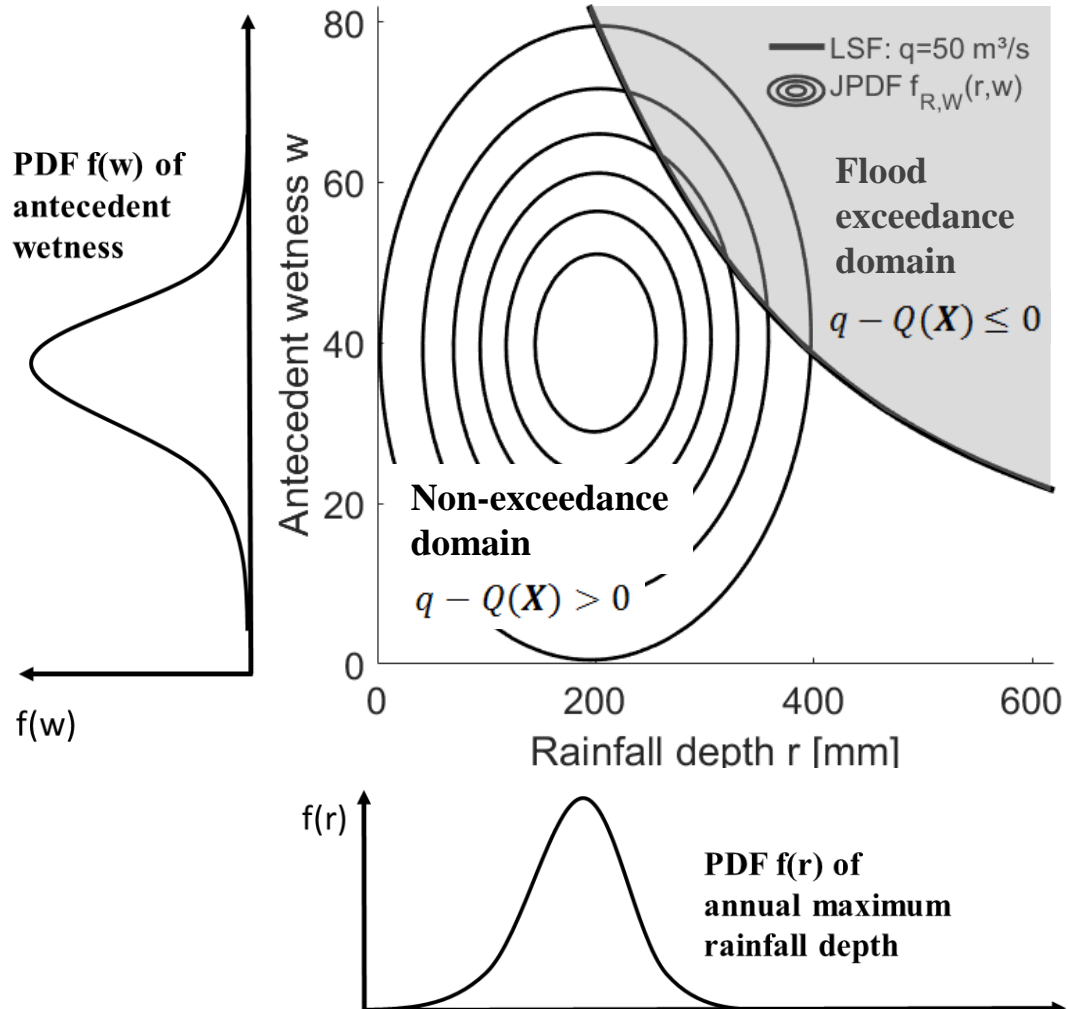 PDF f(w) of
antecedent
wetness
f(w)
Antecedent wetness w
80
60
40
20
0
LSF: q=50 m³/s
JPDF f_{R,W}(r,w)
Flood
exceedance
domain
q − Q(X) ≤ 0
Non-exceedance
domain
q − Q(X) > 0
0 200 400 600
Rainfall depth r [mm]
f(r)
PDF f(r) of
annual maximum
rainfall depth